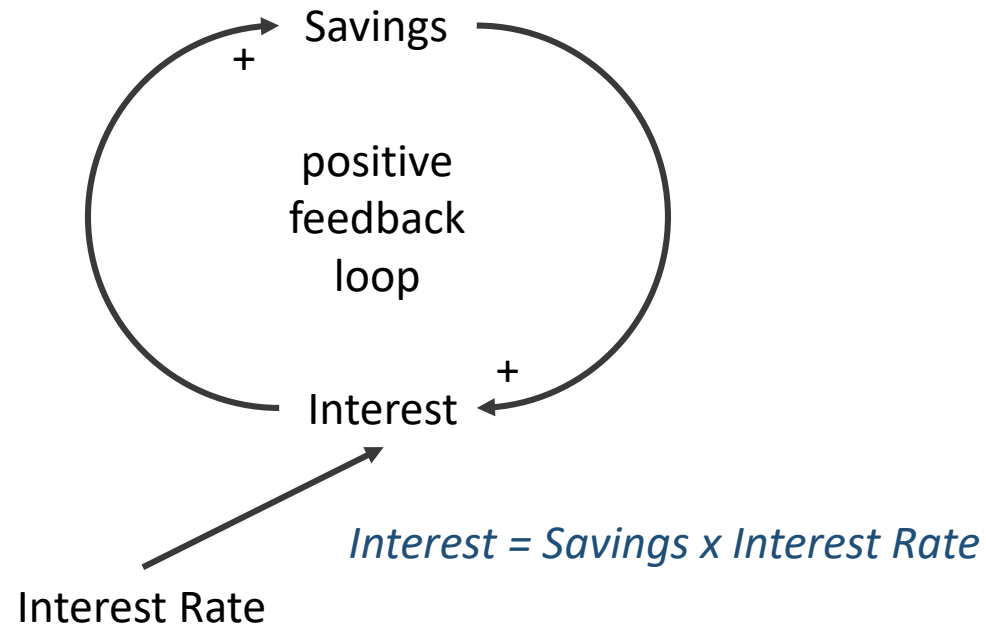 Savings
+
positive
feedback
loop
+
Interest
Interest = Savings x Interest Rate
Interest Rate